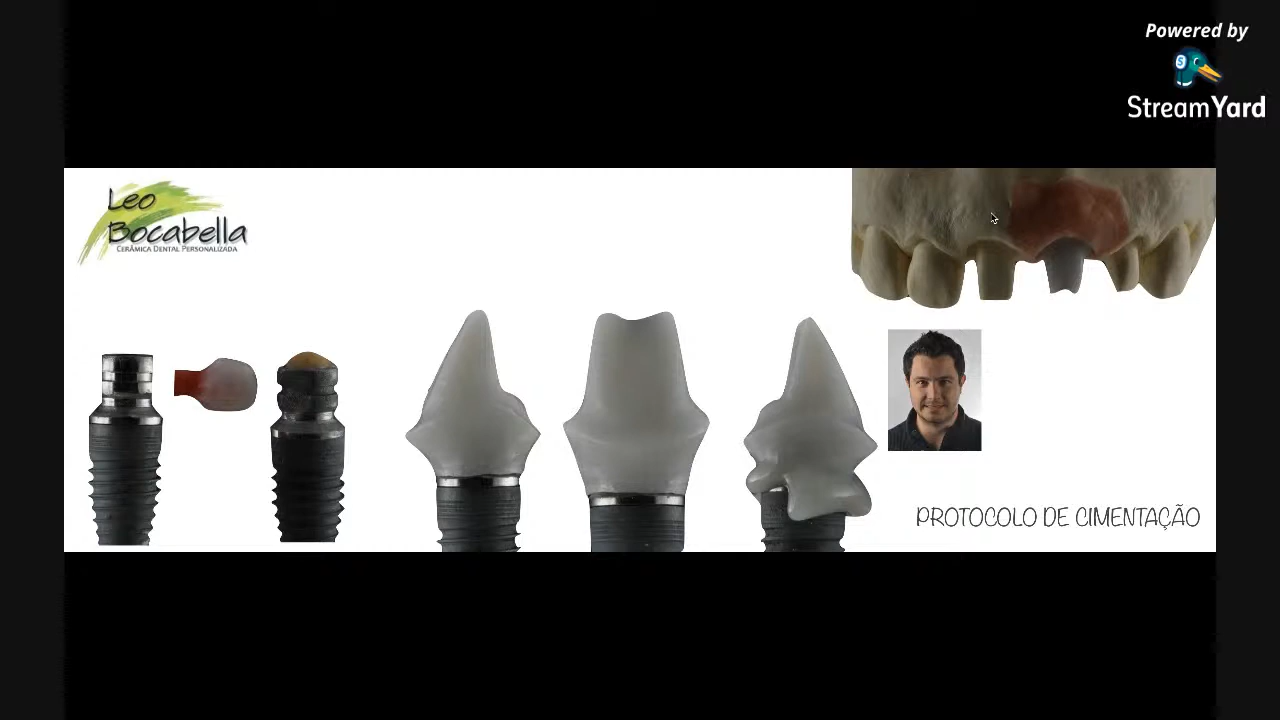 Powered by
StreamYard
Leo
Bocabella
CERÂMICA DENTAL PERSONALIZADA
PROTOCOLO DE CIMENTAÇÃO